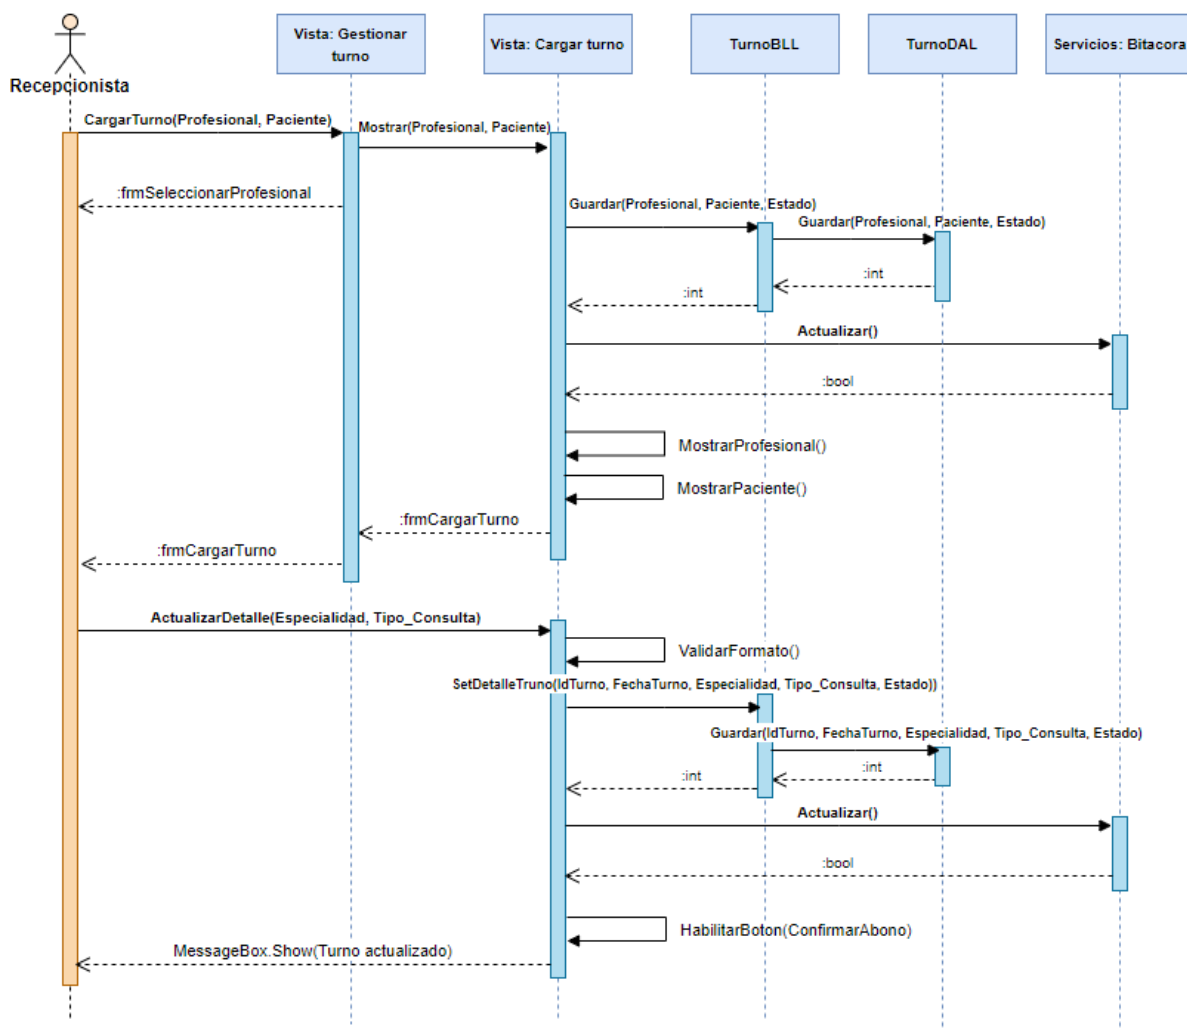 Recepcionista
Vista: Gestionar
turno
Vista: Cargar turno
TurnoBLL
TurnoDAL
Servicios: Bitacora
CargarTurno(Profesional, Paciente)
Mostrar(Profesional, Paciente)
:frmSeleccionarProfesional
Guardar(Profesional, Paciente, Estado)
Guardar(Profesional, Paciente, Estado)
:int
:int
Actualizar()
:bool
MostrarProfesional()
MostrarPaciente()
:frmCargarTurno
:frmCargarTurno
ActualizarDetalle(Especialidad, Tipo_Consulta)
ValidarFormato()
SetDetalleTruno(IdTurno, FechaTurno, Especialidad, Tipo_Consulta, Estado))
Guardar(IdTurno, FechaTurno, Especialidad, Tipo_Consulta, Estado)
:int
:int
Actualizar()
:bool
HabilitarBoton(ConfirmarAbono)
MessageBox.Show(Turno actualizado)